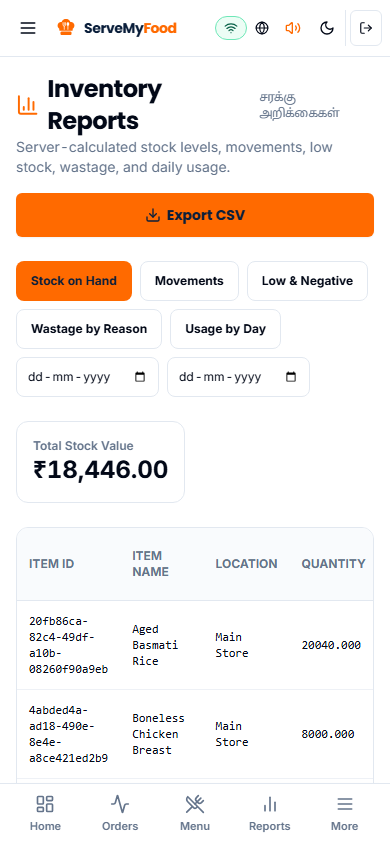 ServeMyFood
Inventory
Reports
சரக்கு
அறிக்கைகள்
Server-calculated stock levels, movements, low
stock, wastage, and daily usage.
Export CSV
Stock on Hand
Movements
Low & Negative
Wastage by Reason
Usage by Day
dd-mm-yyyy
dd-mm-yyyy
Total Stock Value
₹18,446.00
ITEM ID
ITEM
NAME
LOCATION
QUANTITY
20fb86ca-
82c4-49df-
a10b-
08260f90a9eb
Aged
Basmati
Rice
Main
Store
20040.000
4abded4a-
ad18-490e-
8e4e-
a8ce421ed2b9
Boneless
Chicken
Breast
Main
Store
8000.000
Home
Orders
Menu
Reports
More